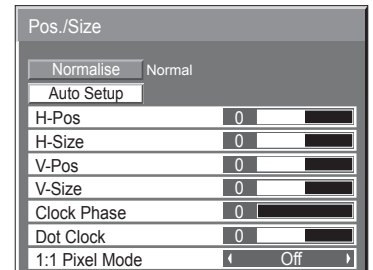 Pos./Size
Normalise Normal
Auto Setup
H-Pos 0
H-Size 0
V-Pos 0
V-Size 0
Clock Phase 0
Dot Clock 0
1:1 Pixel Mode Off